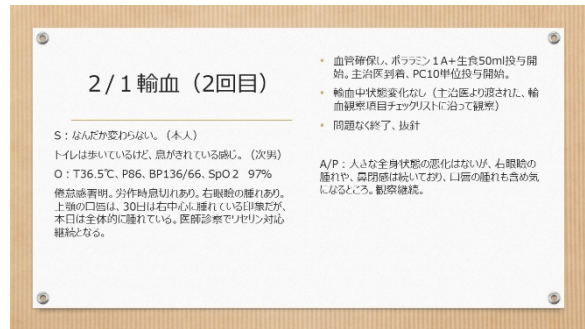 2/1輸血（2回目）
S：なんだか変わらない。（本人）
トイレは歩いているけど、息がきれている感じ。（次男）
O：T36.5℃、P86、BP136/66、SpO２ 97％
倦怠感著明。労作時息切れあり。右眼瞼の腫れあり。
上顎の口唇は、30日は右中心に腫れている印象だが、
本日は全体的に腫れている。医師診察でリセリン対応
継続となる。
• 血管確保し、ポララミン１A+生食50ml投与開
始。主治医到着、PC10単位投与開始。
• 輸血中状態変化なし（主治医より渡された、輸
血観察項目チェックリストに沿って観察）
• 問題なく終了、抜針
A/P：大きな全身状態の悪化はないが、右眼瞼の
腫れや、鼻閉感は続いており、口唇の腫れも含め気
になるところ。観察継続。